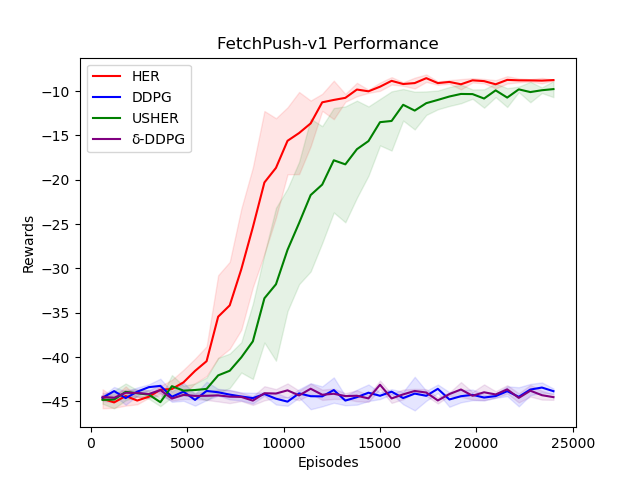 FetchPush-v1 Performance
HER
DDPG
USHER
δ-DDPG
Rewards
−10
−15
−20
−25
−30
−35
−40
−45
0 5000 10000 15000 20000 25000
Episodes